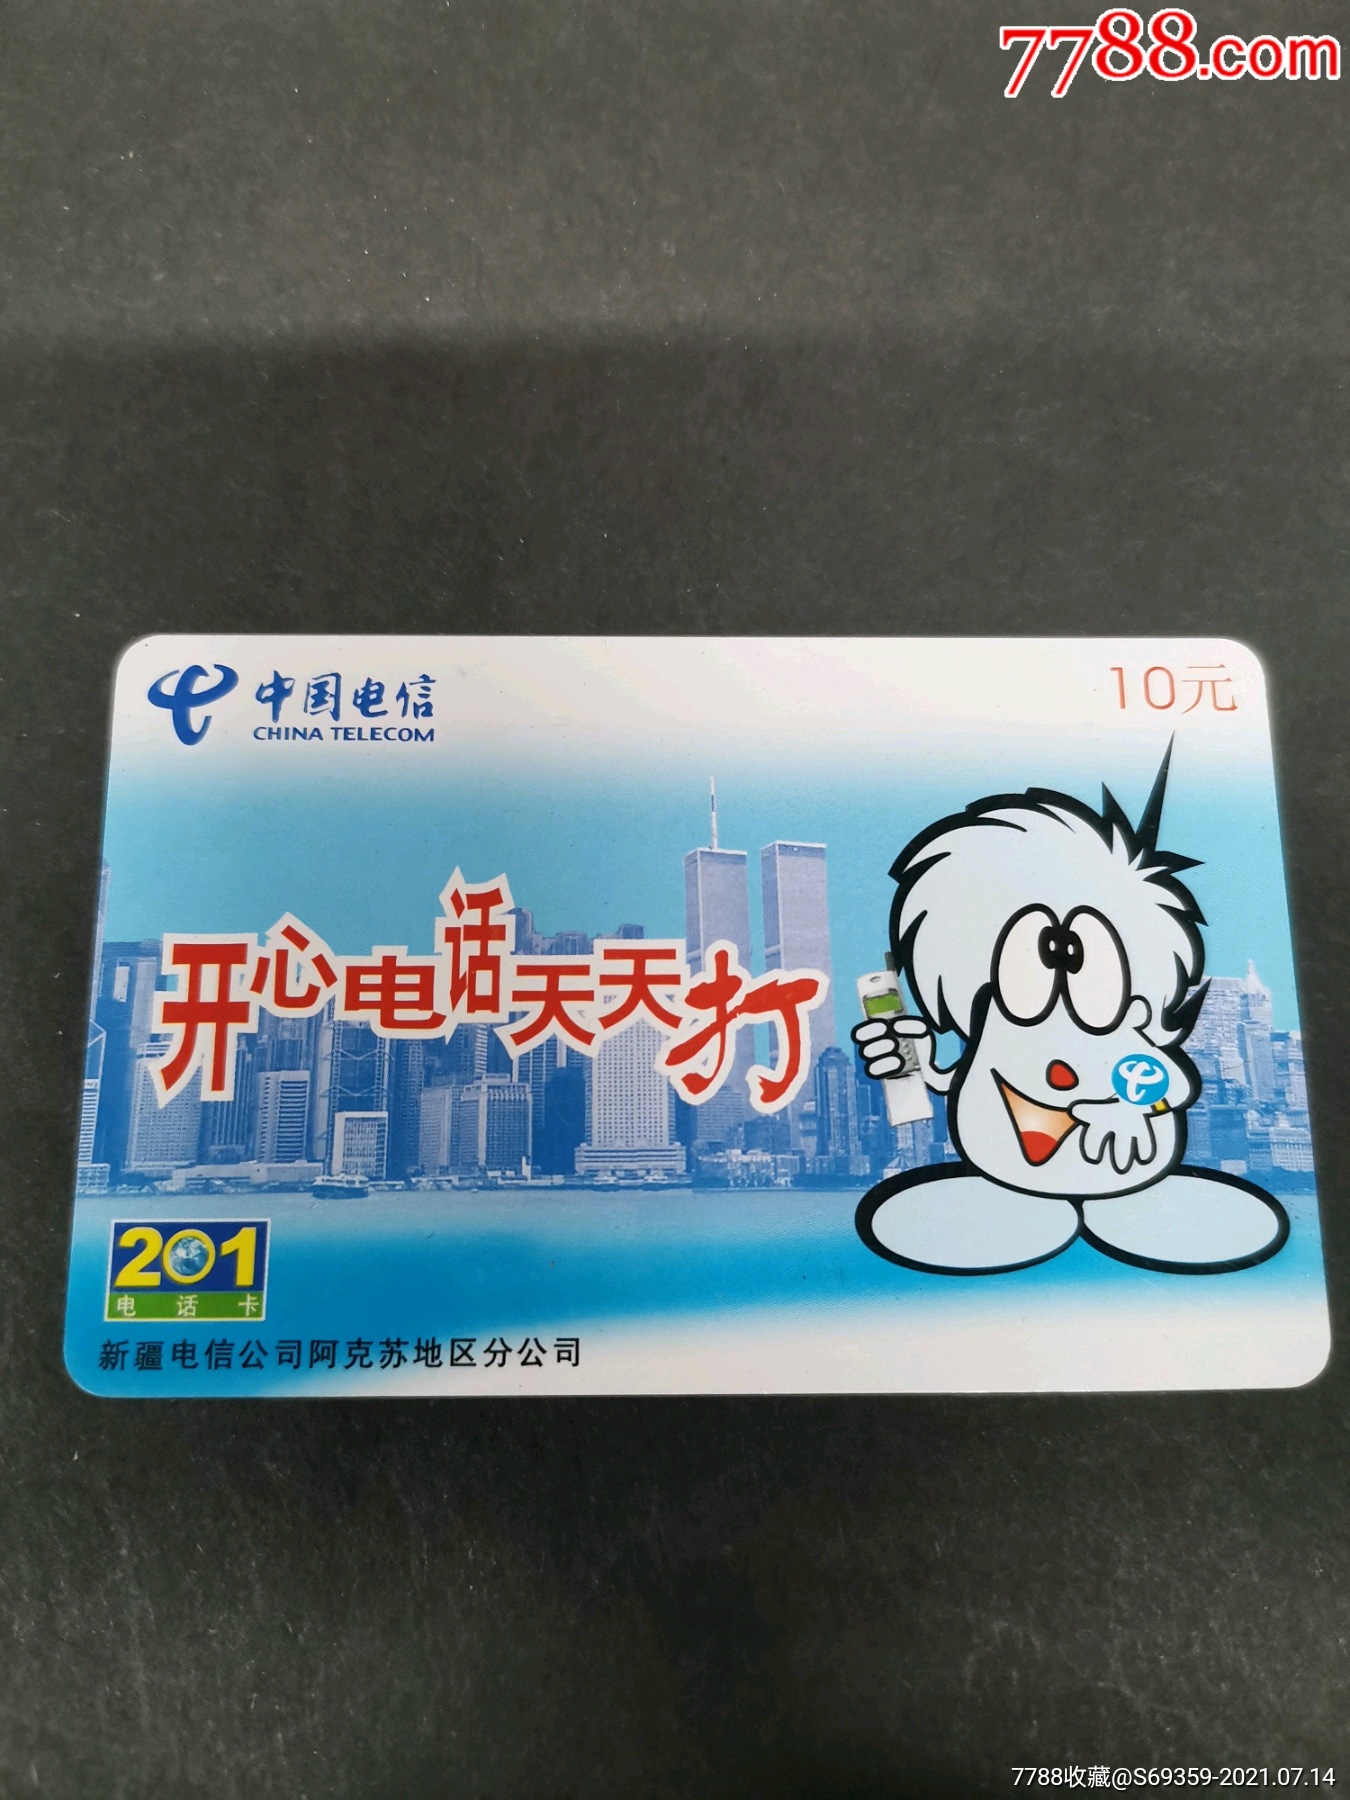 7788.com
中国电信
CHINA TELECOM
10元
开心电话天天打
201
电话卡
新疆电信公司阿克苏地区分公司
7788收藏@S69359-2021.07.14